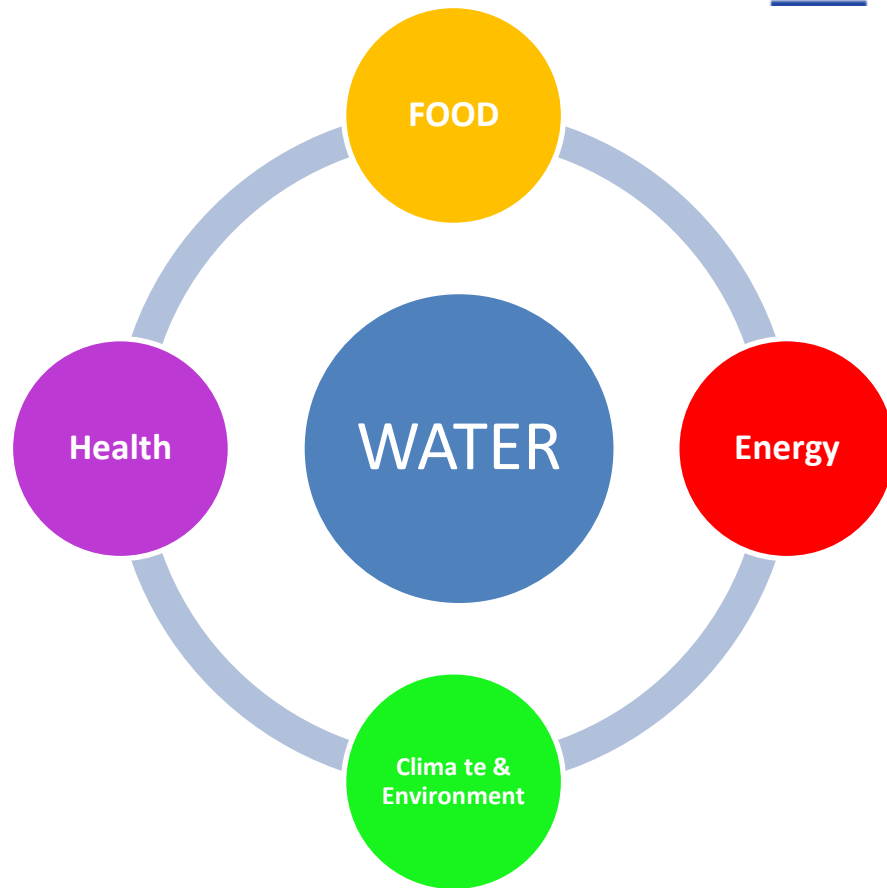 FOOD
Health
WATER
Energy
Clima te &
Environment